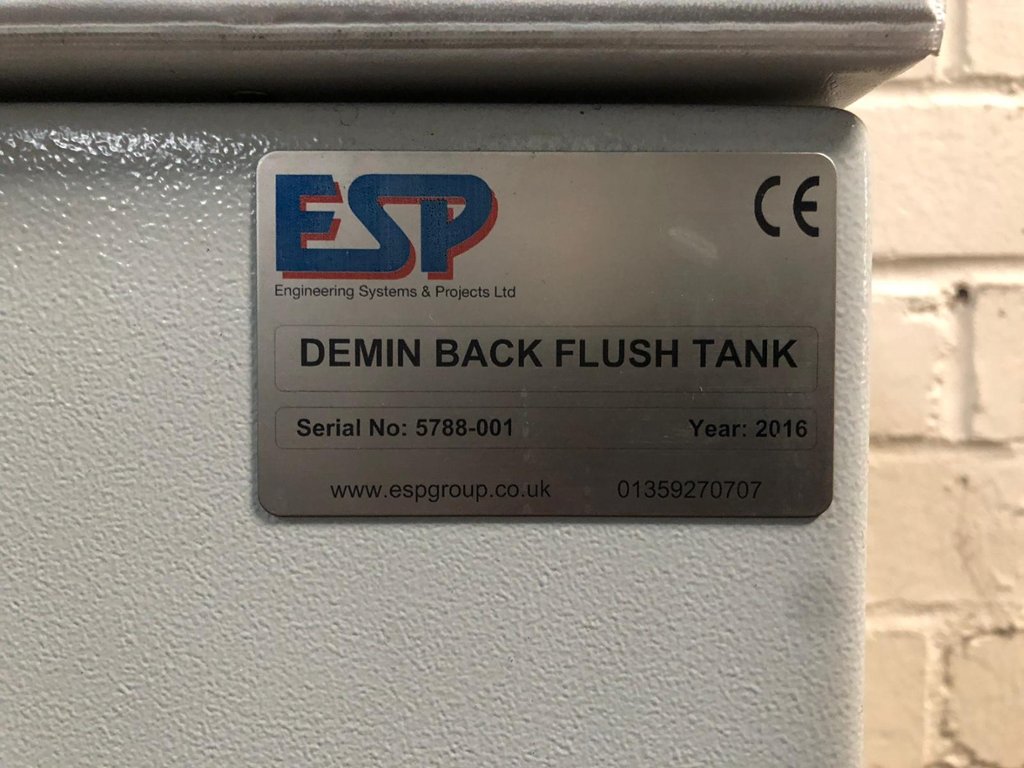 ESP
CE
Engineering Systems & Projects Ltd
DEMIN BACK FLUSH TANK
Serial No: 5788-001 Year: 2016
www.espgroup.co.uk 01359270707